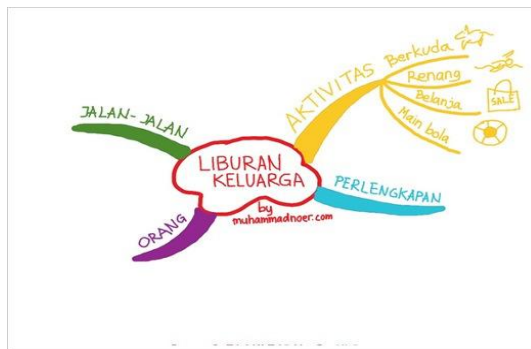 LIBURAN
KELUARGA
by
muhammadnoer.com
AKTIVITAS
Berkuda
Renang
Belanja
SALE
Main bola
PERLENGKAPAN
ORANG
JALAN-JALAN